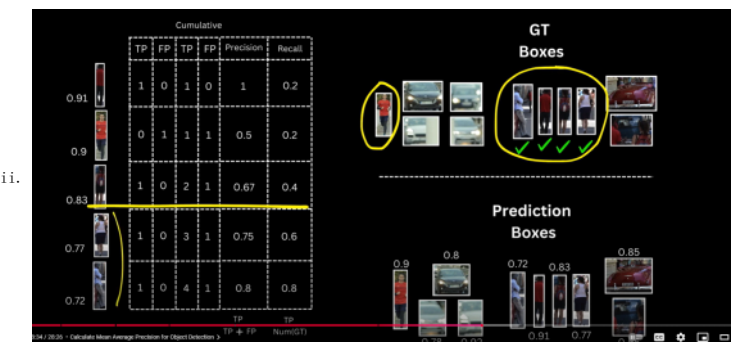 ii.
Cumulative
TP FP TP FP Precision Recall
0.91 1 0 1 0 1 0.2
0.9 0 1 1 1 0.5 0.2
0.83 1 0 2 1 0.67 0.4
0.77 1 0 3 1 0.75 0.6
0.72 1 0 4 1 0.8 0.8
TP TP
TP + FP Num(GT)
GT
Boxes
Prediction
Boxes
0.9 0.8 0.72 0.83 0.85
0.91 0.77
/ 28:26 • Calculate Mean Average Precision for Object Detection >